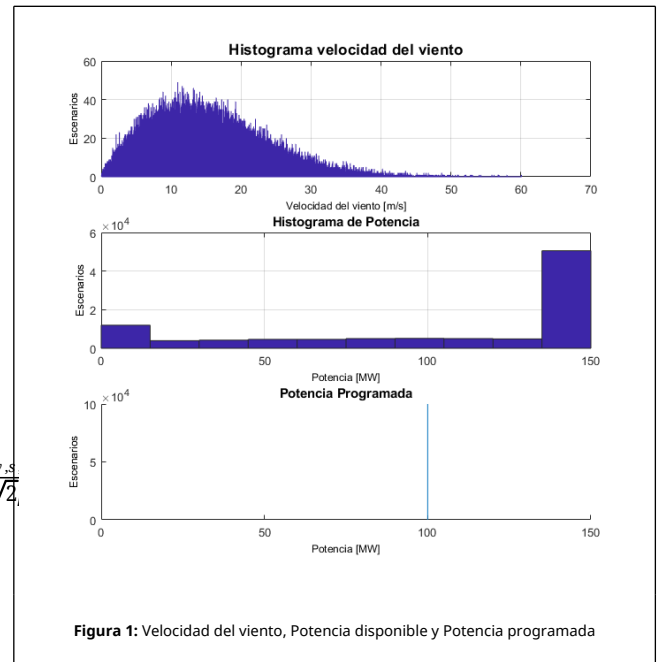 Histograma velocidad del viento
60
40
20
0
Escenarios
0 10 20 30 40 50 60 70
Velocidad del viento [m/s]
Histograma de Potencia
×10⁴
6
4
2
0
Escenarios
0 50 100 150
Potencia [MW]
Potencia Programada
×10⁴
10
5
0
Escenarios
0 50 100 150
Potencia [MW]
,s
√2
Figura 1: Velocidad del viento, Potencia disponible y Potencia programada